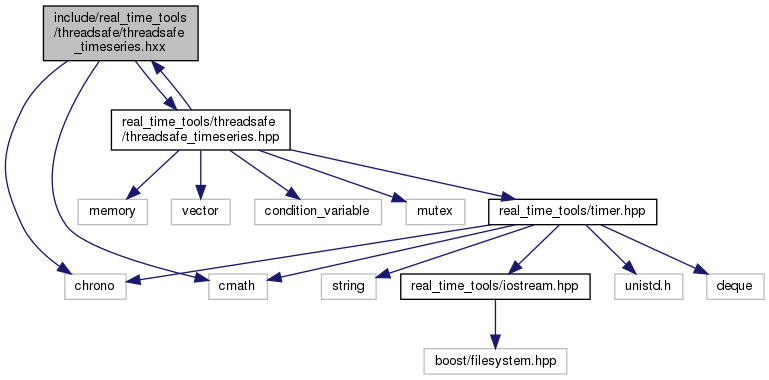 include/real_time_tools
/threadsafe/threadsafe
_timeseries.hxx
real_time_tools/threadsafe
/threadsafe_timeseries.hpp
memory
vector
condition_variable
mutex
real_time_tools/timer.hpp
chrono
cmath
string
real_time_tools/iostream.hpp
unistd.h
deque
boost/filesystem.hpp